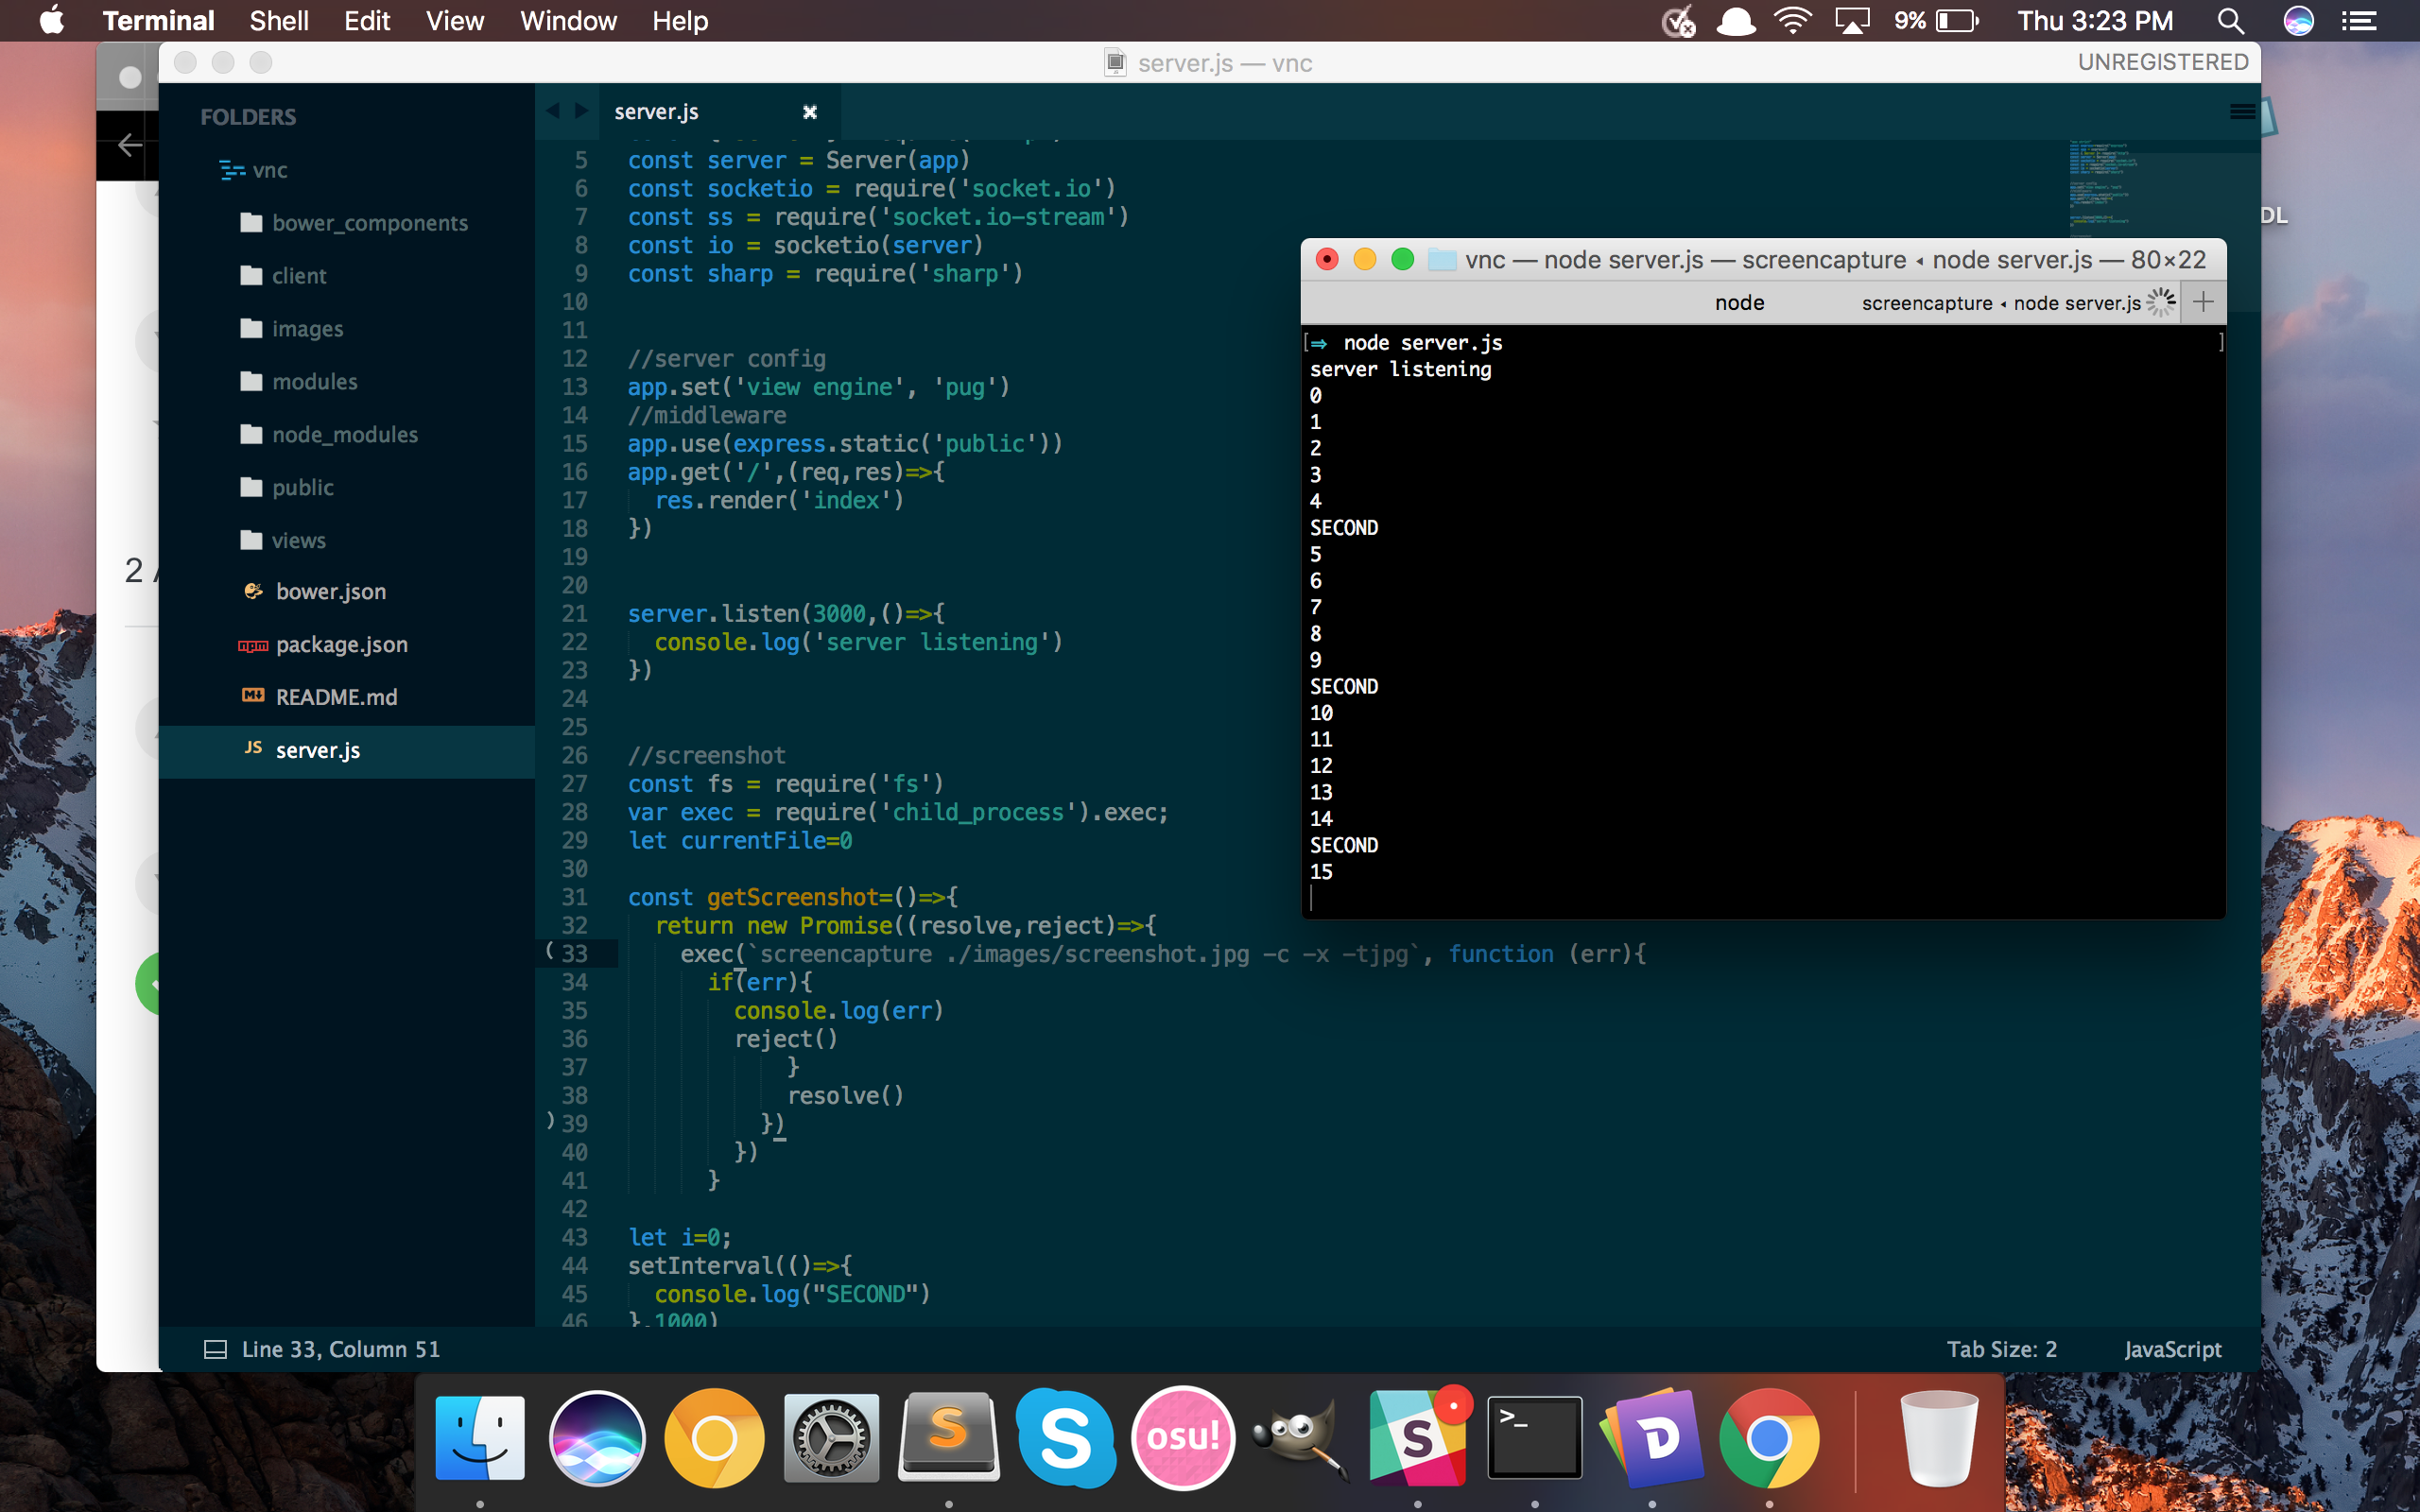 Terminal Shell Edit View Window Help 9% Thu 3:23 PM
server.js — vnc UNREGISTERED
FOLDERS
vnc
bower_components
client
images
modules
node_modules
public
views
bower.json
package.json
README.md
JS server.js
2
server.js
5 const server = Server(app)
6 const socketio = require('socket.io')
7 const ss = require('socket.io-stream')
8 const io = socketio(server)
9 const sharp = require('sharp')
10
11
12 //server config
13 app.set('view engine', 'pug')
14 //middleware
15 app.use(express.static('public'))
16 app.get('/',(req,res)=>{
17 res.render('index')
18 })
19
20
21 server.listen(3000,()=>{
22 console.log('server listening')
23 })
24
25
26 //screenshot
27 const fs = require('fs')
28 var exec = require('child_process').exec;
29 let currentFile=0
30
31 const getScreenshot=()=>{
32 return new Promise((resolve,reject)=>{
33 exec(`screencapture ./images/screenshot.jpg -c -x -tjpg`, function (err){
34 if(err){
35 console.log(err)
36 reject()
37 }
38 resolve()
39 })
40 })
41 }
42
43 let i=0;
44 setInterval(()=>{
45 console.log("SECOND")
46 },1000)
Line 33, Column 51 Tab Size: 2 JavaScript
vnc — node server.js — screencapture ◂ node server.js — 80×22
node screencapture ◂ node server.js
[⇒ node server.js ]
server listening
0
1
2
3
4
SECOND
5
6
7
8
9
SECOND
10
11
12
13
14
SECOND
15
DL
osu!